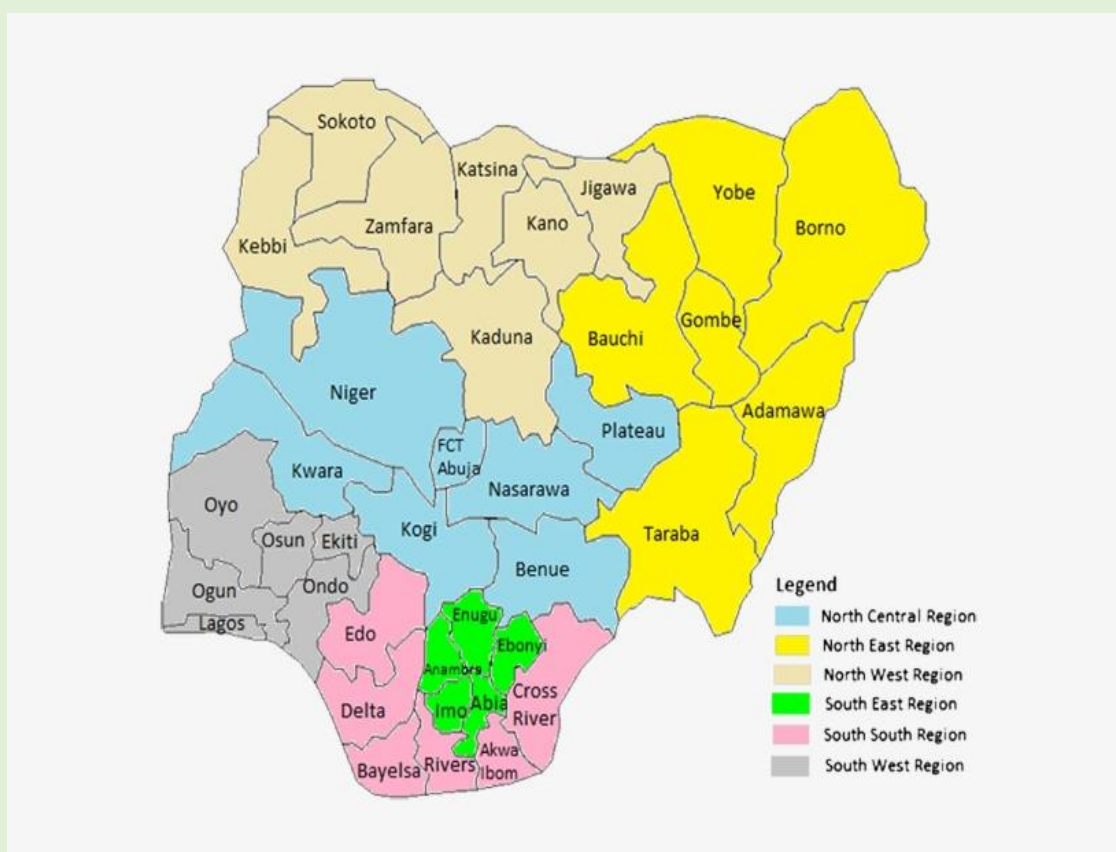 Sokoto
Katsina
Jigawa
Yobe
Kano
Zamfara
Borno
Kebbi
Gombe
Kaduna
Bauchi
Niger
Adamawa
Plateau
FCT
Abuja
Kwara
Nasarawa
Oyo
Kogi
Taraba
Osun
Ekiti
Benue
Ogun
Ondo
Lagos
Enugu
Edo
Ebonyi
Anambra
Cross
River
Abia
Imo
Delta
Akwa
Ibom
Rivers
Bayelsa
Legend
North Central Region
North East Region
North West Region
South East Region
South South Region
South West Region